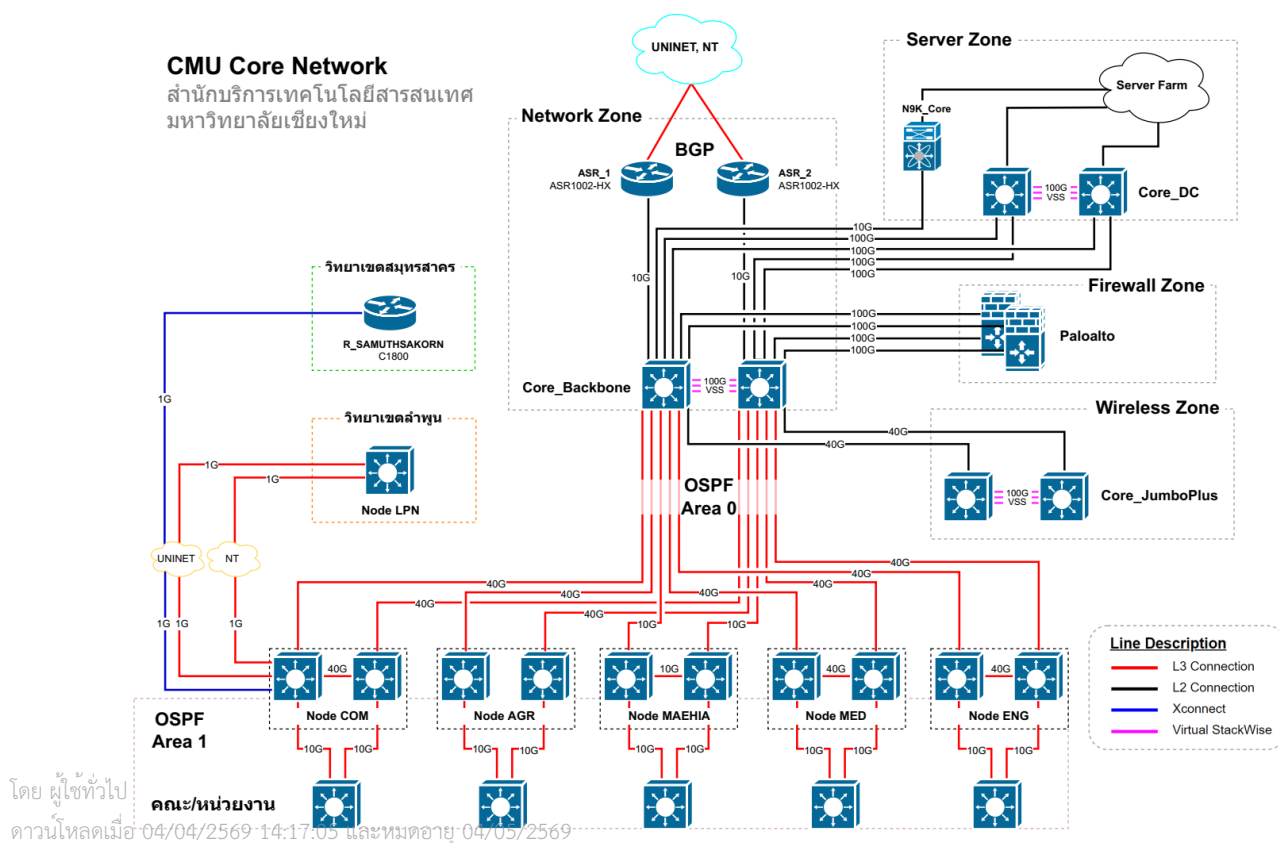 CMU Core Network
สำนักบริการเทคโนโลยีสารสนเทศ
มหาวิทยาลัยเชียงใหม่
UNINET, NT
Network Zone
BGP
ASR_1
ASR1002-HX
ASR_2
ASR1002-HX
Server Zone
N9K_Core
Server Farm
100G
VSS
Core_DC
10G
100G
100G
100G
100G
10G
10G
Firewall Zone
100G
100G
100G
100G
Paloalto
วิทยาเขตสมุทรสาคร
R_SAMUTHSAKORN
C1800
1G
Core_Backbone
100G
VSS
วิทยาเขตลำพูน
1G
1G
Node LPN
Wireless Zone
40G
40G
100G
VSS
Core_JumboPlus
OSPF
Area 0
UNINET
NT
40G
40G
40G
40G
40G
40G
40G
40G
10G
10G
1G
1G
1G
40G
10G
40G
40G
Node COM
Node AGR
Node MAEHIA
Node MED
Node ENG
OSPF
Area 1
10G
10G
10G
10G
10G
10G
10G
10G
10G
10G
คณะ/หน่วยงาน
Line Description
L3 Connection
L2 Connection
Xconnect
Virtual StackWise
โดย ผู้ใช้ทั่วไป
ดาวน์โหลดเมื่อ 04/04/2569 14:17:05 และหมดอายุ 04/05/2569